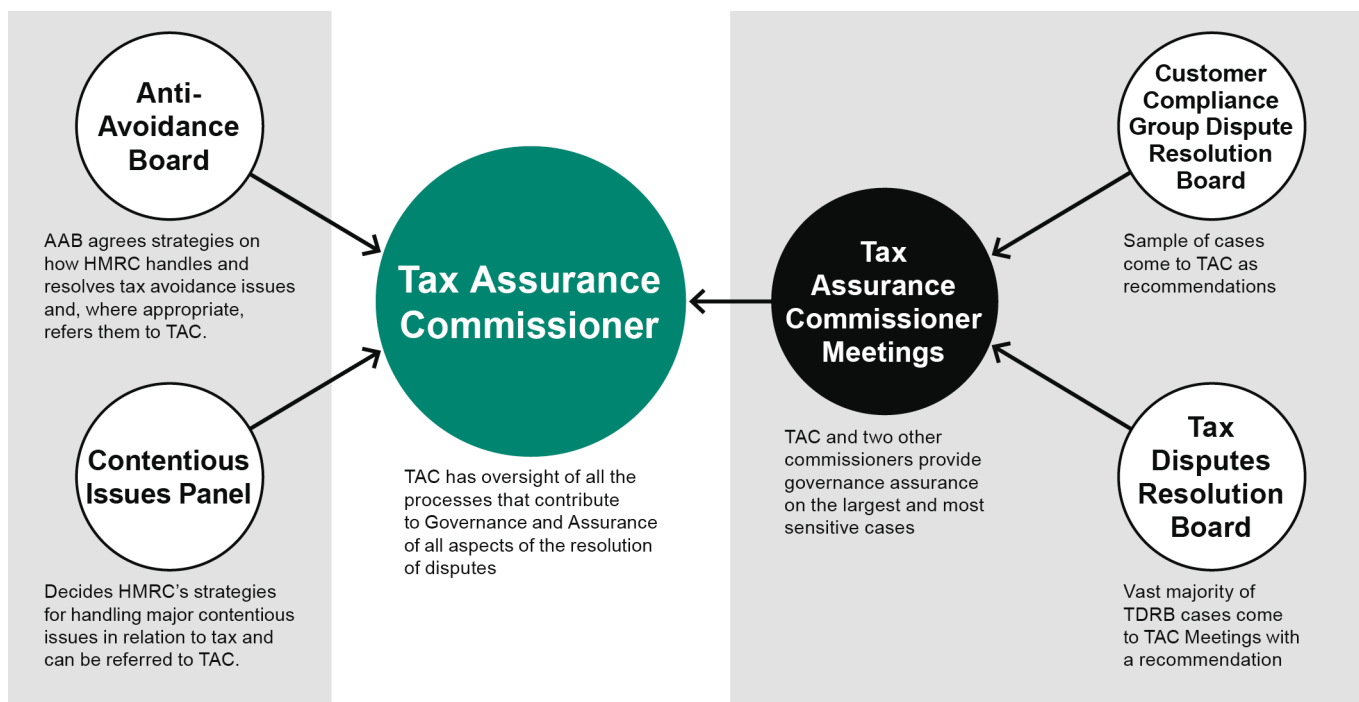 Anti-
Avoidance
Board
AAB agrees strategies on
how HMRC handles and
resolves tax avoidance issues
and, where appropriate,
refers them to TAC.
Contentious
Issues Panel
Decides HMRC’s strategies
for handling major contentious
issues in relation to tax and
can be referred to TAC.
Tax Assurance
Commissioner
TAC has oversight of all the
processes that contribute
to Governance and Assurance
of all aspects of the resolution
of disputes
Tax
Assurance
Commissioner
Meetings
TAC and two other
commissioners provide
governance assurance
on the largest and most
sensitive cases
Customer
Compliance
Group Dispute
Resolution
Board
Sample of cases
come to TAC as
recommendations
Tax
Disputes
Resolution
Board
Vast majority of
TDRB cases come
to TAC Meetings with
a recommendation